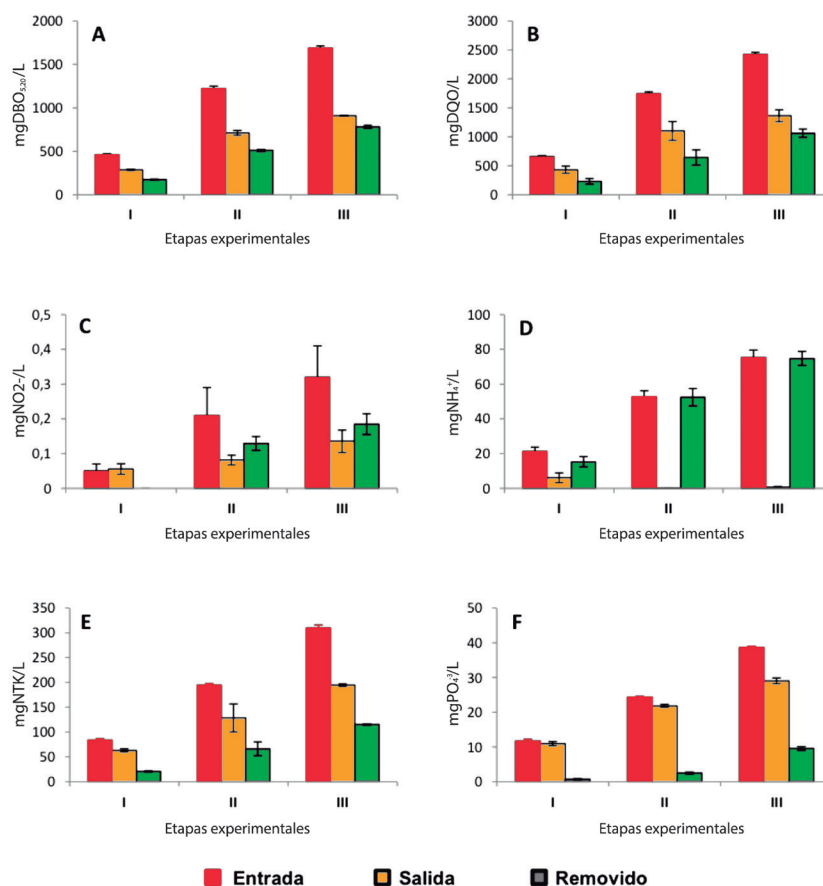 A
mgDBO₅,₂₀/L
2000
1500
1000
500
0
I II III
Etapas experimentales
B
mgDQO/L
3000
2500
2000
1500
1000
500
0
I II III
Etapas experimentales
C
mgNO2-/L
0,5
0,4
0,3
0,2
0,1
0
I II III
Etapas experimentales
D
mgNH₄⁺/L
100
80
60
40
20
0
I II III
Etapas experimentales
E
mgNTK/L
350
300
250
200
150
100
50
0
I II III
Etapas experimentales
F
mgPO₄⁻³/L
50
40
30
20
10
0
I II III
Etapas experimentales
Entrada Salida Removido